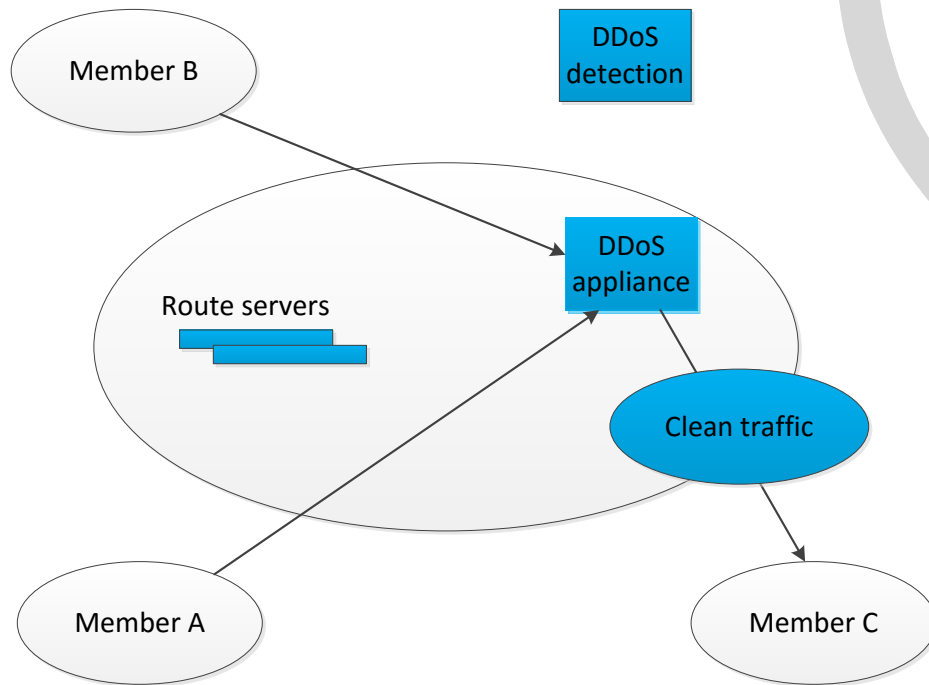 Member B
DDoS
detection
DDoS
appliance
Route servers
Clean traffic
Member A
Member C